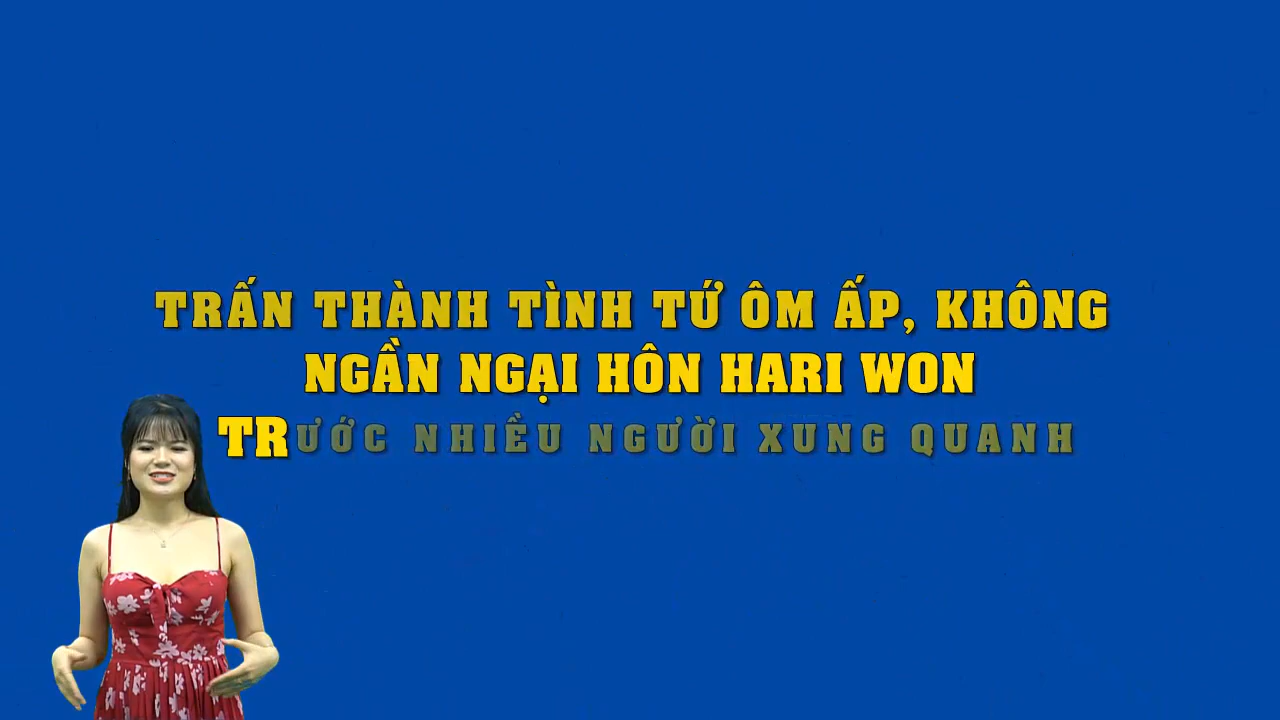 TRẤN THÀNH TÌNH TỨ ÔM ẤP, KHÔNG
NGẦN NGẠI HÔN HARI WON
TRƯỚC NHIỀU NGƯỜI XUNG QUANH